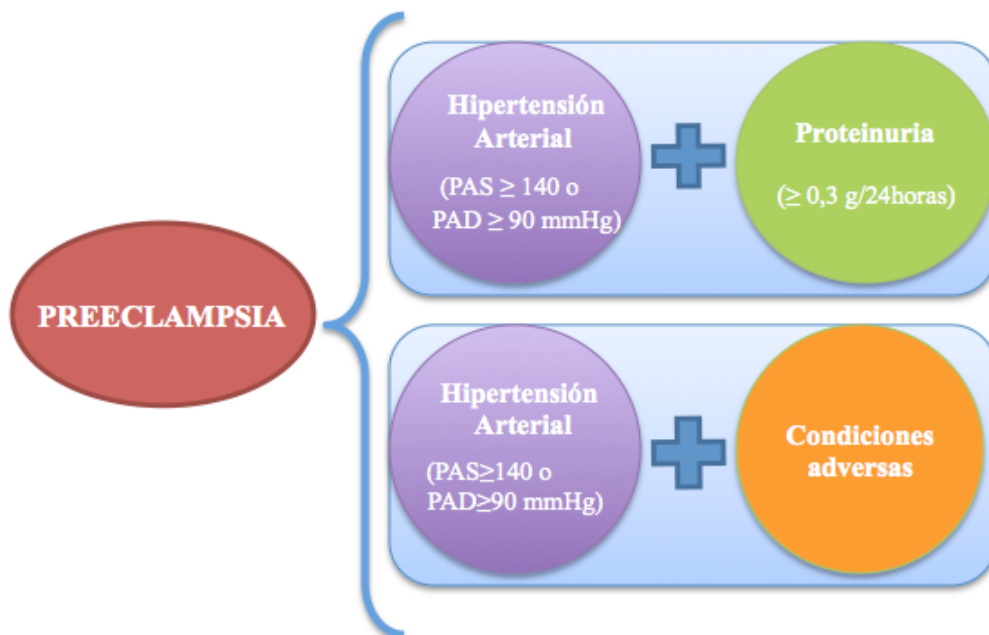 PREECLAMPSIA
Hipertensión
Arterial
(PAS ≥ 140 o
PAD ≥ 90 mmHg)
Proteinuria
(≥ 0,3 g/24horas)
Hipertensión
Arterial
(PAS≥140 o
PAD≥90 mmHg)
Condiciones
adversas